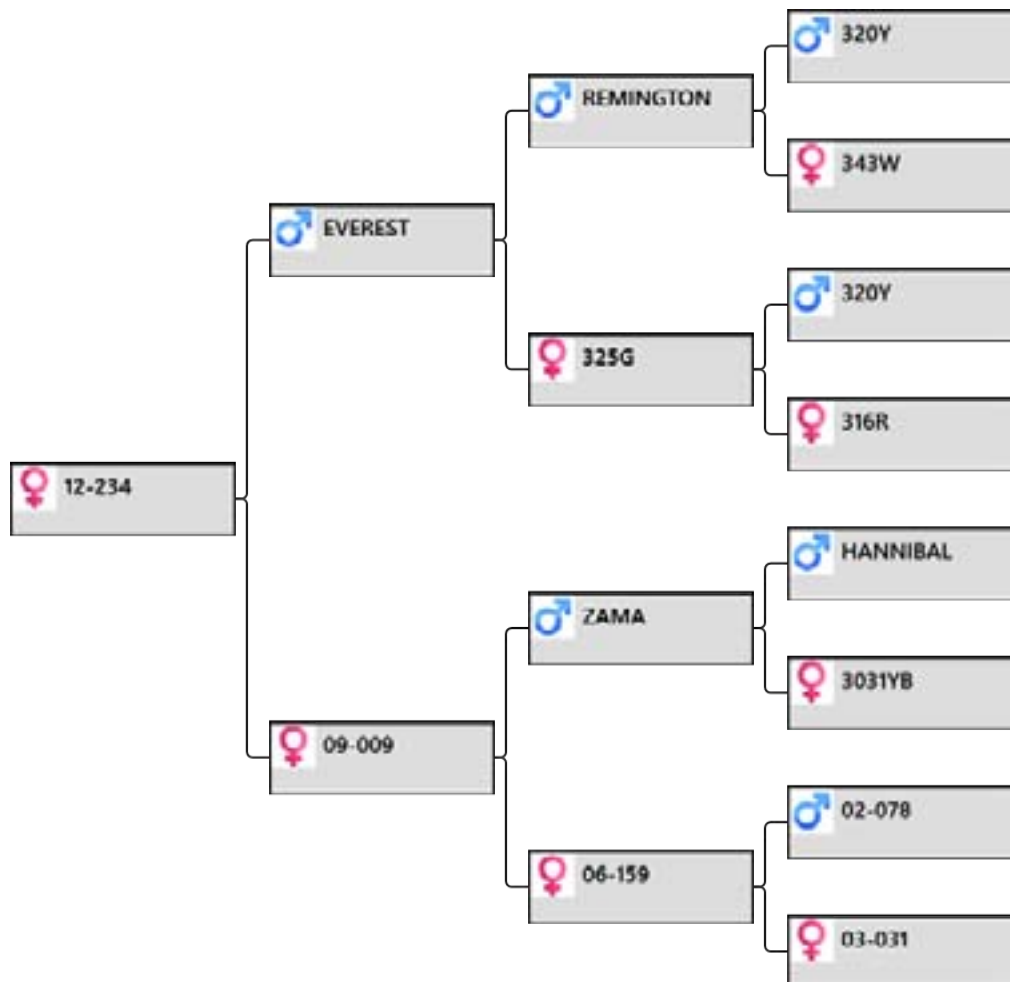 320Y
REMINGTON
343W
EVEREST
320Y
325G
316R
12-234
HANNIBAL
ZAMA
3031YB
09-009
02-078
06-159
03-031